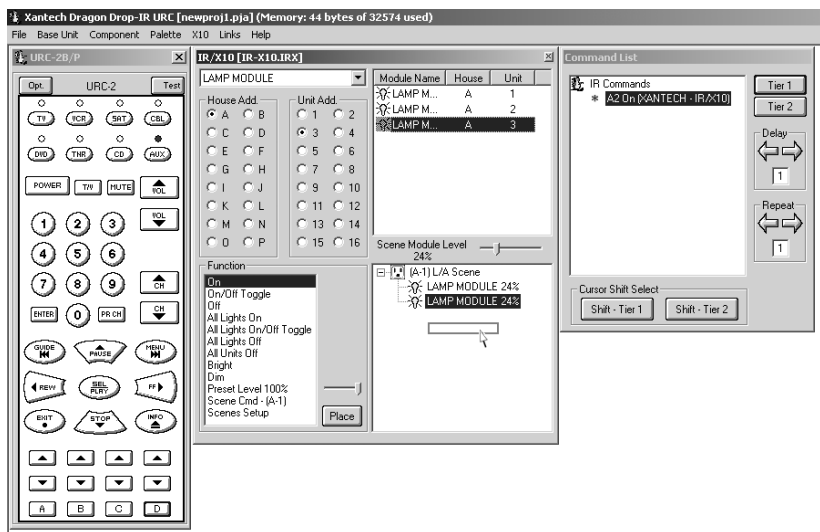 Xantech Dragon Drop-IR URC [newproj1.pja] (Memory: 44 bytes of 32574 used)
File Base Unit Component Palette X10 Links Help
URC-2B/P
Opt. URC-2 Test
TV VCR SAT CBL
DVD TNR CD AUX
POWER T/V MUTE VOL
VOL
1 2 3
4 5 6
7 8 9 CH
ENTER 0 PR CH CH
GUIDE PAUSE MENU
REW SEL PLAY FF
EXIT STOP INFO
A B C D
IR/X10 [IR-X10.IRX]
LAMP MODULE
House Add. Unit Add.
A B 1 2
C D 3 4
E F 5 6
G H 7 8
I J 9 10
K L 11 12
M N 13 14
O P 15 16
Function
On
On/Off Toggle
Off
All Lights On
All Lights On/Off Toggle
All Lights Off
All Units Off
Bright
Dim
Preset Level 100%
Scene Cmd - (A-1)
Scenes Setup
Place
Module Name House Unit
LAMP M... A 1
LAMP M... A 2
LAMP M... A 3
Scene Module Level
24%
(A-1) L/A Scene
LAMP MODULE 24%
LAMP MODULE 24%
Command List
IR Commands
* A2 On (XANTECH - IR/X10)
Tier 1
Tier 2
Delay
1
Repeat
1
Cursor Shift Select
Shift - Tier 1 Shift - Tier 2